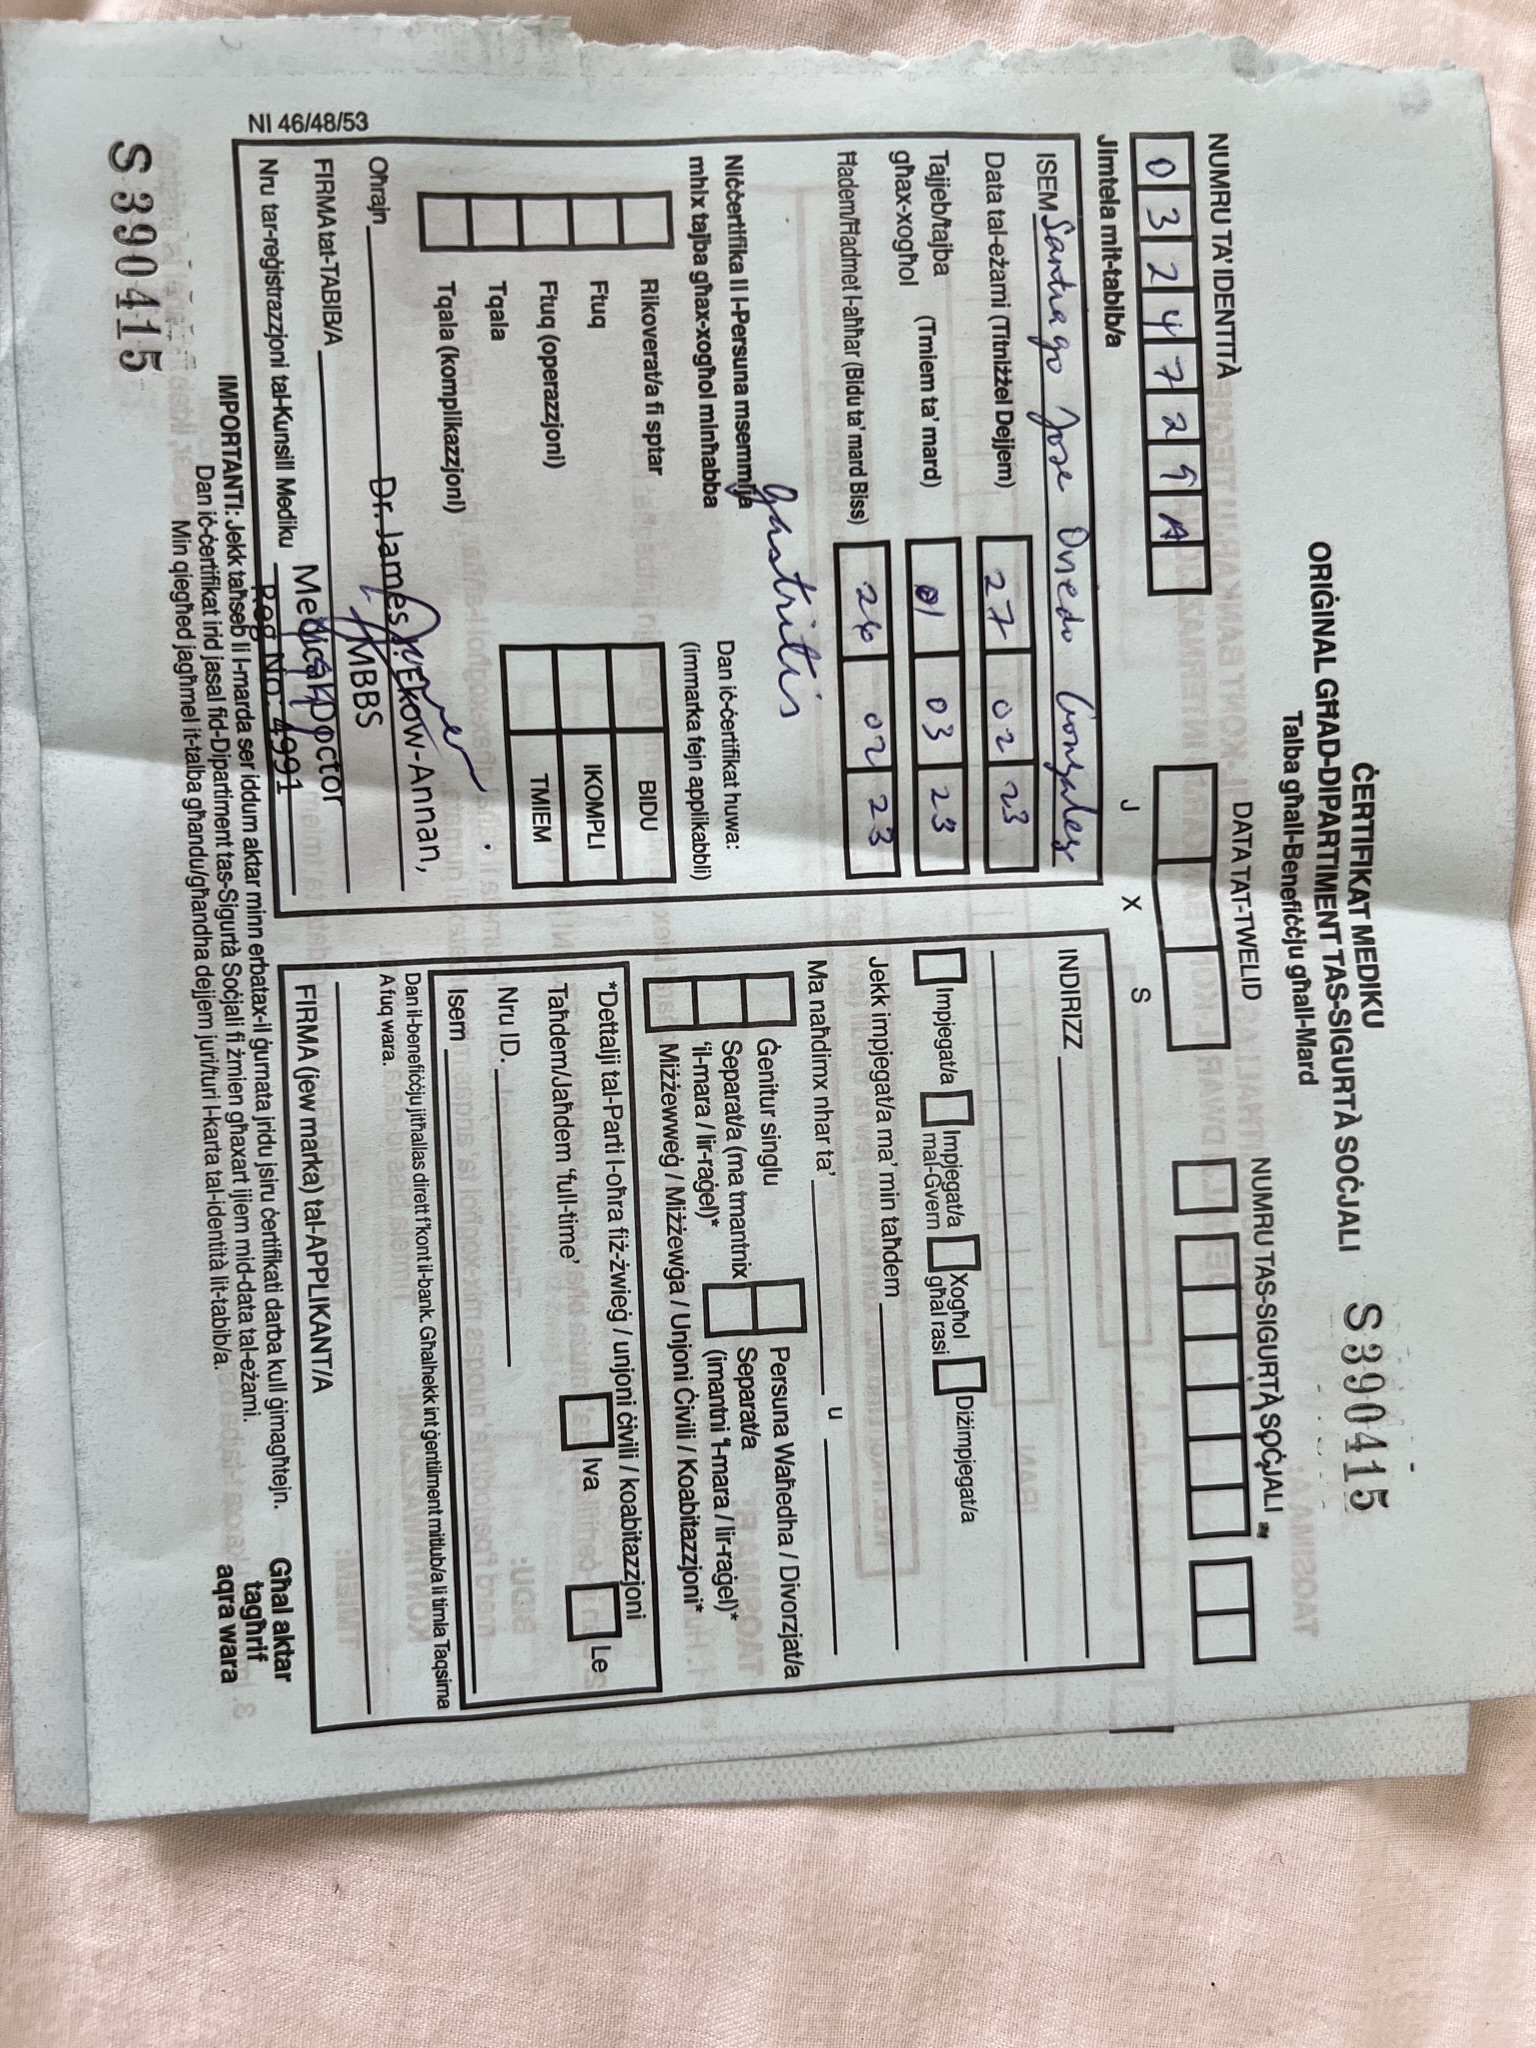 ĊERTIFIKAT MEDIKU
S 390415
ORIĠINAL GĦAD-DIPARTIMENT TAS-SIGURTÀ SOĊJALI
Talba għall-Benefiċċju għall-Mard
NUMRU TA' IDENTITÀ
DATA TAT-TWELID
NUMRU TAS-SIGURTÀ SOĊJALI
0 3 2 4 7 2 9 A
J X S
Jimtela mit-tabib/a
ISEM Santiago Jose Oviedo Gonzales
Data tal-eżami (Titniżżel Dejjem) 27 02 23
Tajjeb/tajba għax-xogħol (Tmiem ta' mard) 01 03 23
Ħadem/Ħadmet l-aħħar (Bidu ta' mard Biss) 26 02 23
Niċċertifika li l-Persuna msemmija
mhix tajba għax-xogħol minħabba
gastritis
Dan iċ-ċertifikat huwa:
(immarka fejn applikabbli)
Rikoverat/a fi sptar
Ftuq
Ftuq (operazzjoni)
Tqala
Tqala (komplikazzjoni)
BIDU
IKOMPLI
TMIEM
Oħrajn
Dr. James Ekow-Annan,
MBBS
FIRMA tat-TABIB/A
Medical Doctor
Nru tar-reġistrazzjoni tal-Kunsill Mediku
Reg No: 4991
INDIRIZZ
Impjegat/a
Impjegat/a mal-Gvern
Xogħol għal rasi
Diżimpjegat/a
Jekk impjegat/a ma' min taħdem
Ma naħdimx nhar ta' u
Ġenitur singlu
Persuna Waħedha / Divorzjat/a
Separat/a (ma tmantnix
'il-mara / lir-raġel)*
Separat/a
(imantni 'l-mara / lir-raġel)*
Miżżewweġ / Miżżewġa / Unjoni Ċivili / Koabitazzjoni*
*Dettalji tal-Parti l-oħra fiż-żwieġ / unjoni ċivili / koabitazzjoni
Taħdem/Jaħdem 'full-time'
Iva
Le
Nru ID.
Isem
Dan il-benefiċċju jitħallas dirett f'kont il-bank. Għalhekk int ġentilment mitlub/a li timla Taqsima
A fuq wara.
FIRMA (jew marka) tal-APPLIKANT/A
NI 46/48/53
IMPORTANTI: Jekk taħseb li l-marda ser iddum aktar minn erbatax-il ġurnata jridu jsiru ċertifikati darba kull ġimagħtejn.
Dan iċ-ċertifikat irid jasal fid-Dipartiment tas-Sigurtà Soċjali fi żmien għaxart ijiem mid-data tal-eżami.
Min qiegħed jagħmel it-talba għandu/għandha dejjem juri/turi l-karta tal-identità lit-tabib/a.
Għal aktar
tagħrif
aqra wara
S 390415